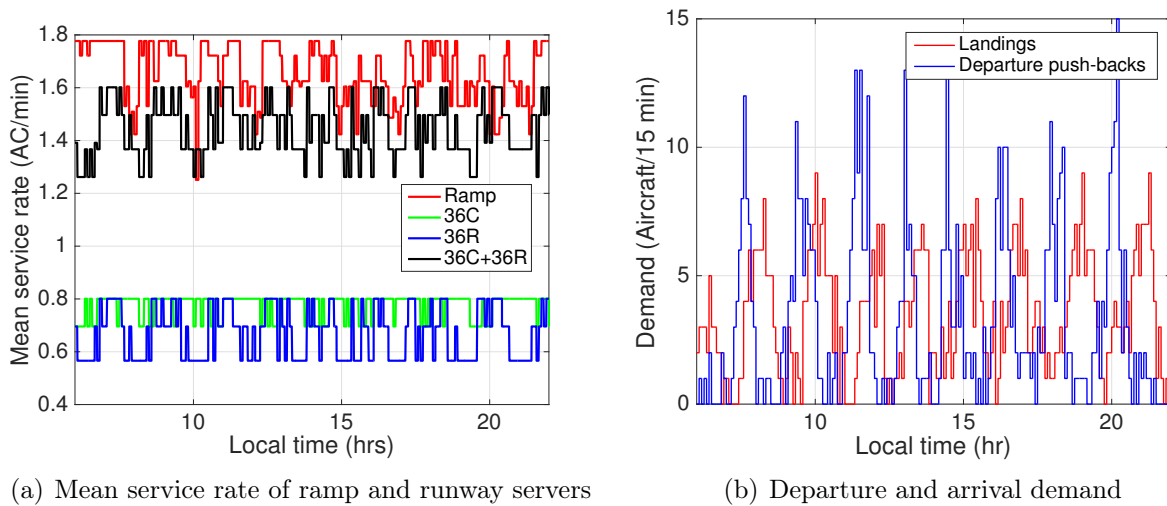 1.8
1.6
1.4
1.2
1
0.8
0.6
0.4
Mean service rate (AC/min)
Ramp
36C
36R
36C+36R
10
15
20
Local time (hrs)
(a) Mean service rate of ramp and runway servers
15
10
5
0
Demand (Aircraft/15 min)
Landings
Departure push-backs
10
15
20
Local time (hr)
(b) Departure and arrival demand